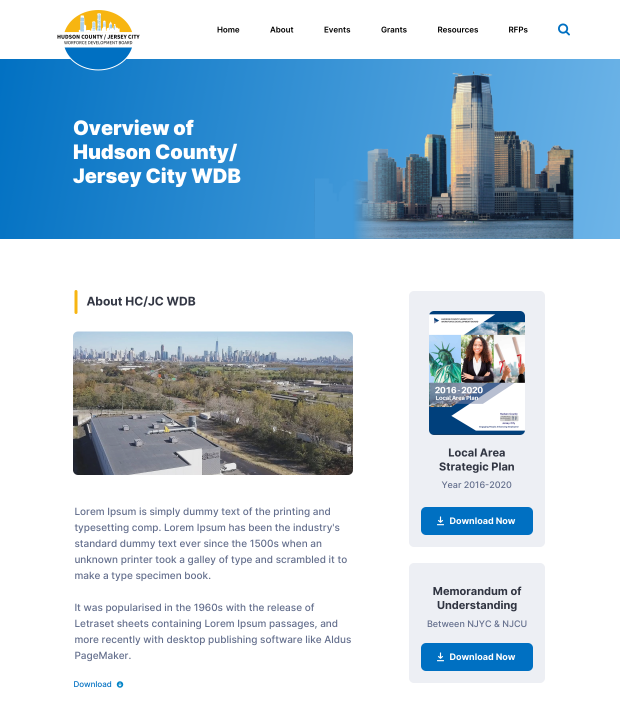 HUDSON COUNTY / JERSEY CITY
WORKFORCE DEVELOPMENT BOARD
Home
About
Events
Grants
Resources
RFPs
Overview of
Hudson County/
Jersey City WDB
About HC/JC WDB
Lorem Ipsum is simply dummy text of the printing and
typesetting comp. Lorem Ipsum has been the industry's
standard dummy text ever since the 1500s when an
unknown printer took a galley of type and scrambled it to
make a type specimen book.
It was popularised in the 1960s with the release of
Letraset sheets containing Lorem Ipsum passages, and
more recently with desktop publishing software like Aldus
PageMaker.
Download
2016-2020
Local Area Plan
Local Area
Strategic Plan
Year 2016-2020
Download Now
Memorandum of
Understanding
Between NJYC & NJCU
Download Now